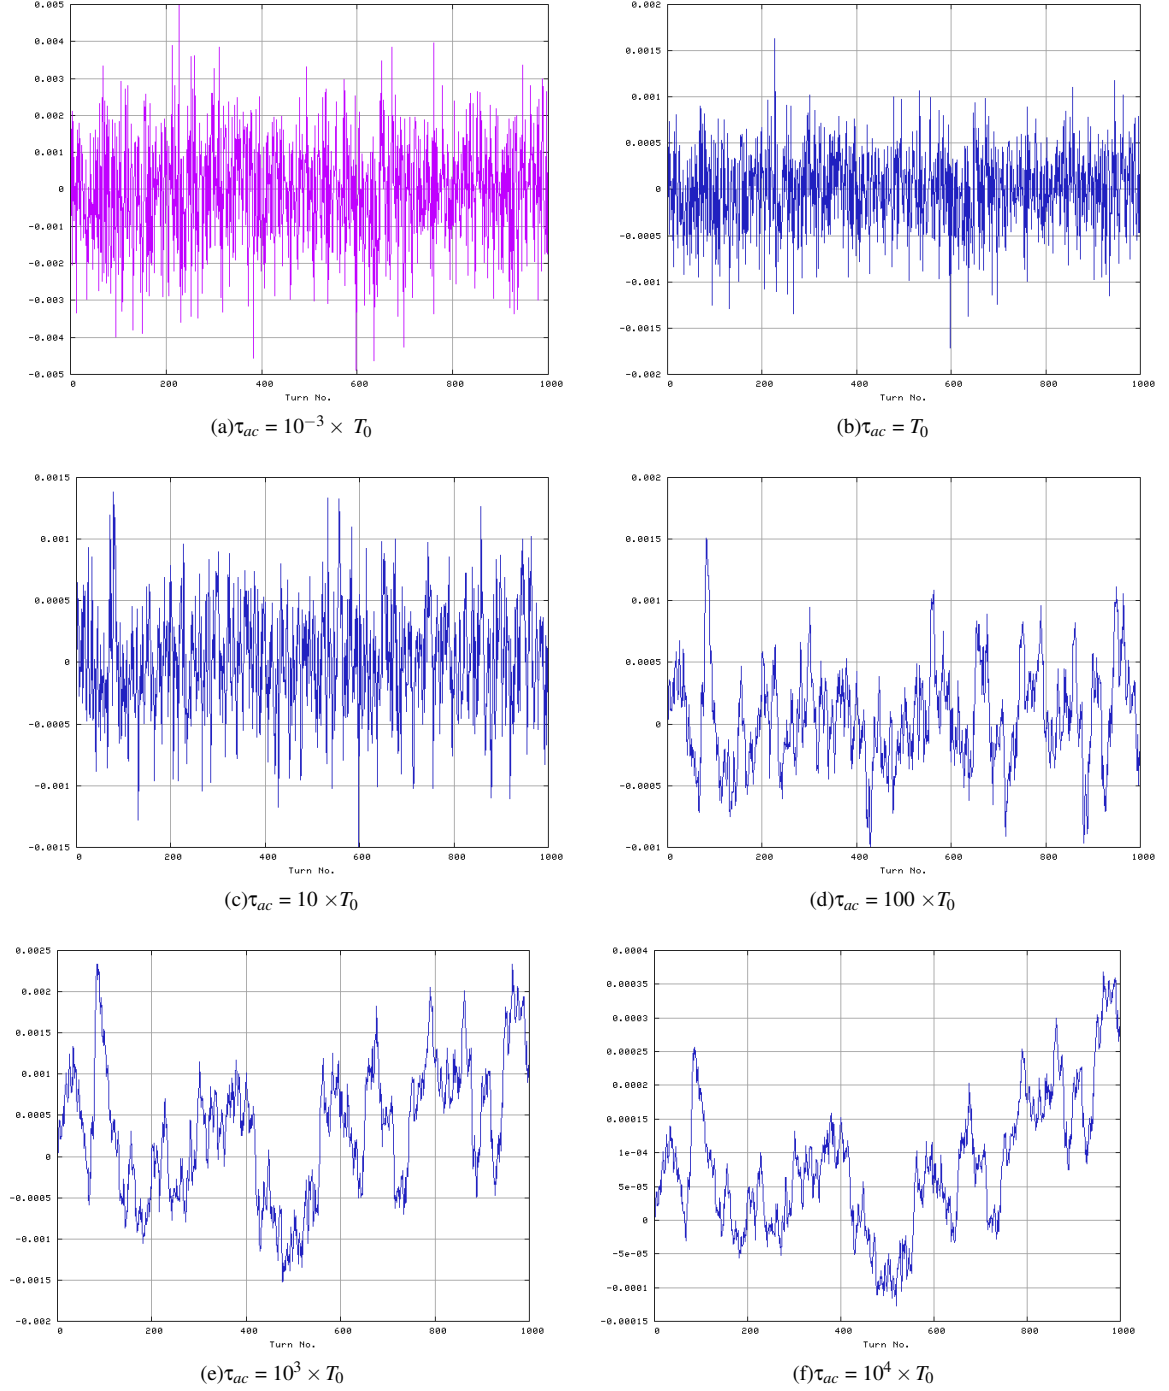 0.005
0.004
0.003
0.002
0.001
0
-0.001
-0.002
-0.003
-0.004
-0.005
0 200 400 600 800 1000
Turn No.
(a)τac = 10−3 × T0
0.002
0.0015
0.001
0.0005
0
-0.0005
-0.001
-0.0015
-0.002
0 200 400 600 800 1000
Turn No.
(b)τac = T0
0.0015
0.001
0.0005
0
-0.0005
-0.001
-0.0015
0 200 400 600 800 1000
Turn No.
(c)τac = 10 ×T0
0.002
0.0015
0.001
0.0005
0
-0.0005
-0.001
0 200 400 600 800 1000
Turn No.
(d)τac = 100 ×T0
0.0025
0.002
0.0015
0.001
0.0005
0
-0.0005
-0.001
-0.0015
-0.002
0 200 400 600 800 1000
Turn No.
(e)τac = 10³ × T0
0.0004
0.00035
0.0003
0.00025
0.0002
0.00015
1e-04
5e-05
0
-5e-05
-0.0001
-0.00015
0 200 400 600 800 1000
Turn No.
(f)τac = 10⁴ × T0